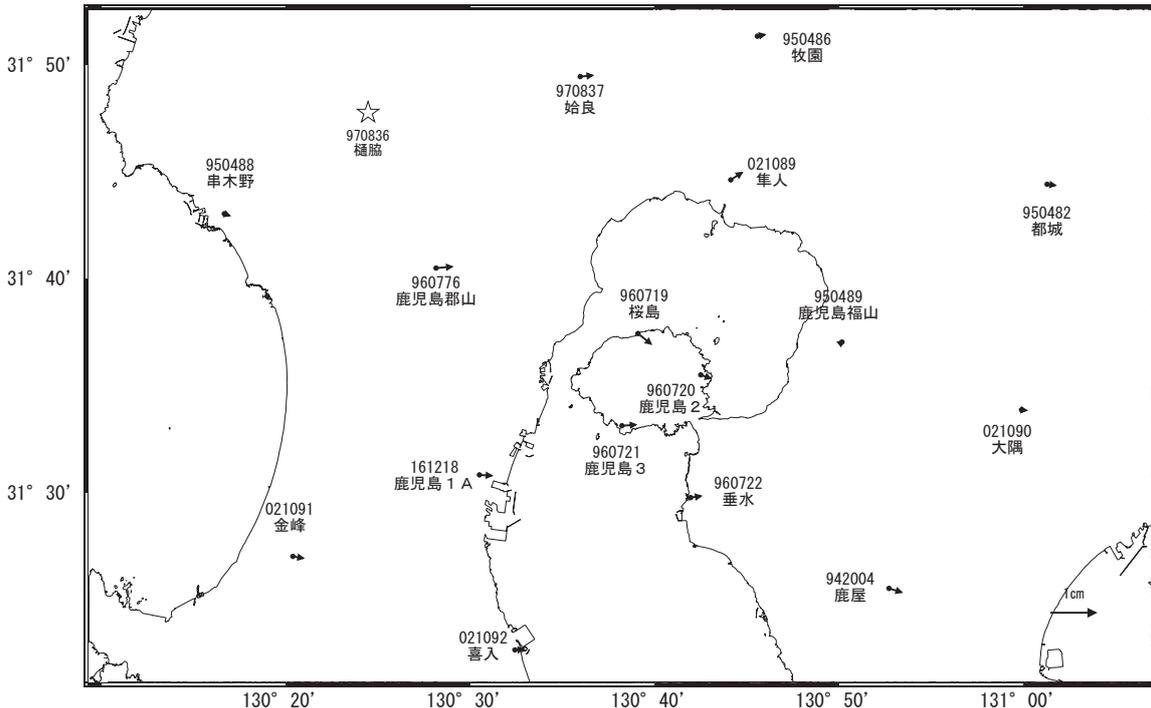 31° 50'
950486
牧園
970837
姶良
970836
樋脇
950488
串木野
021089
隼人
950482
都城
31° 40'
960776
鹿児島郡山
960719
桜島
950489
鹿児島福山
960720
鹿児島２
021090
大隅
960721
鹿児島３
161218
鹿児島１Ａ
31° 30'
960722
垂水
021091
金峰
942004
鹿屋
1cm
021092
喜入
130° 20'
130° 30'
130° 40'
130° 50'
131° 00'